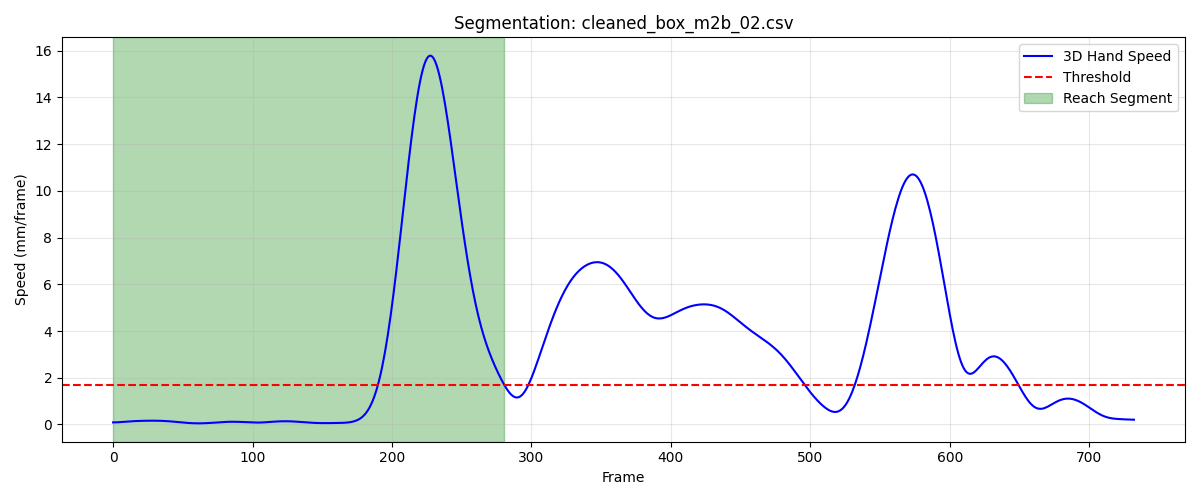 Segmentation: cleaned_box_m2b_02.csv
3D Hand Speed
Threshold
Reach Segment
Speed (mm/frame)
16
14
12
10
8
6
4
2
0
0 100 200 300 400 500 600 700
Frame